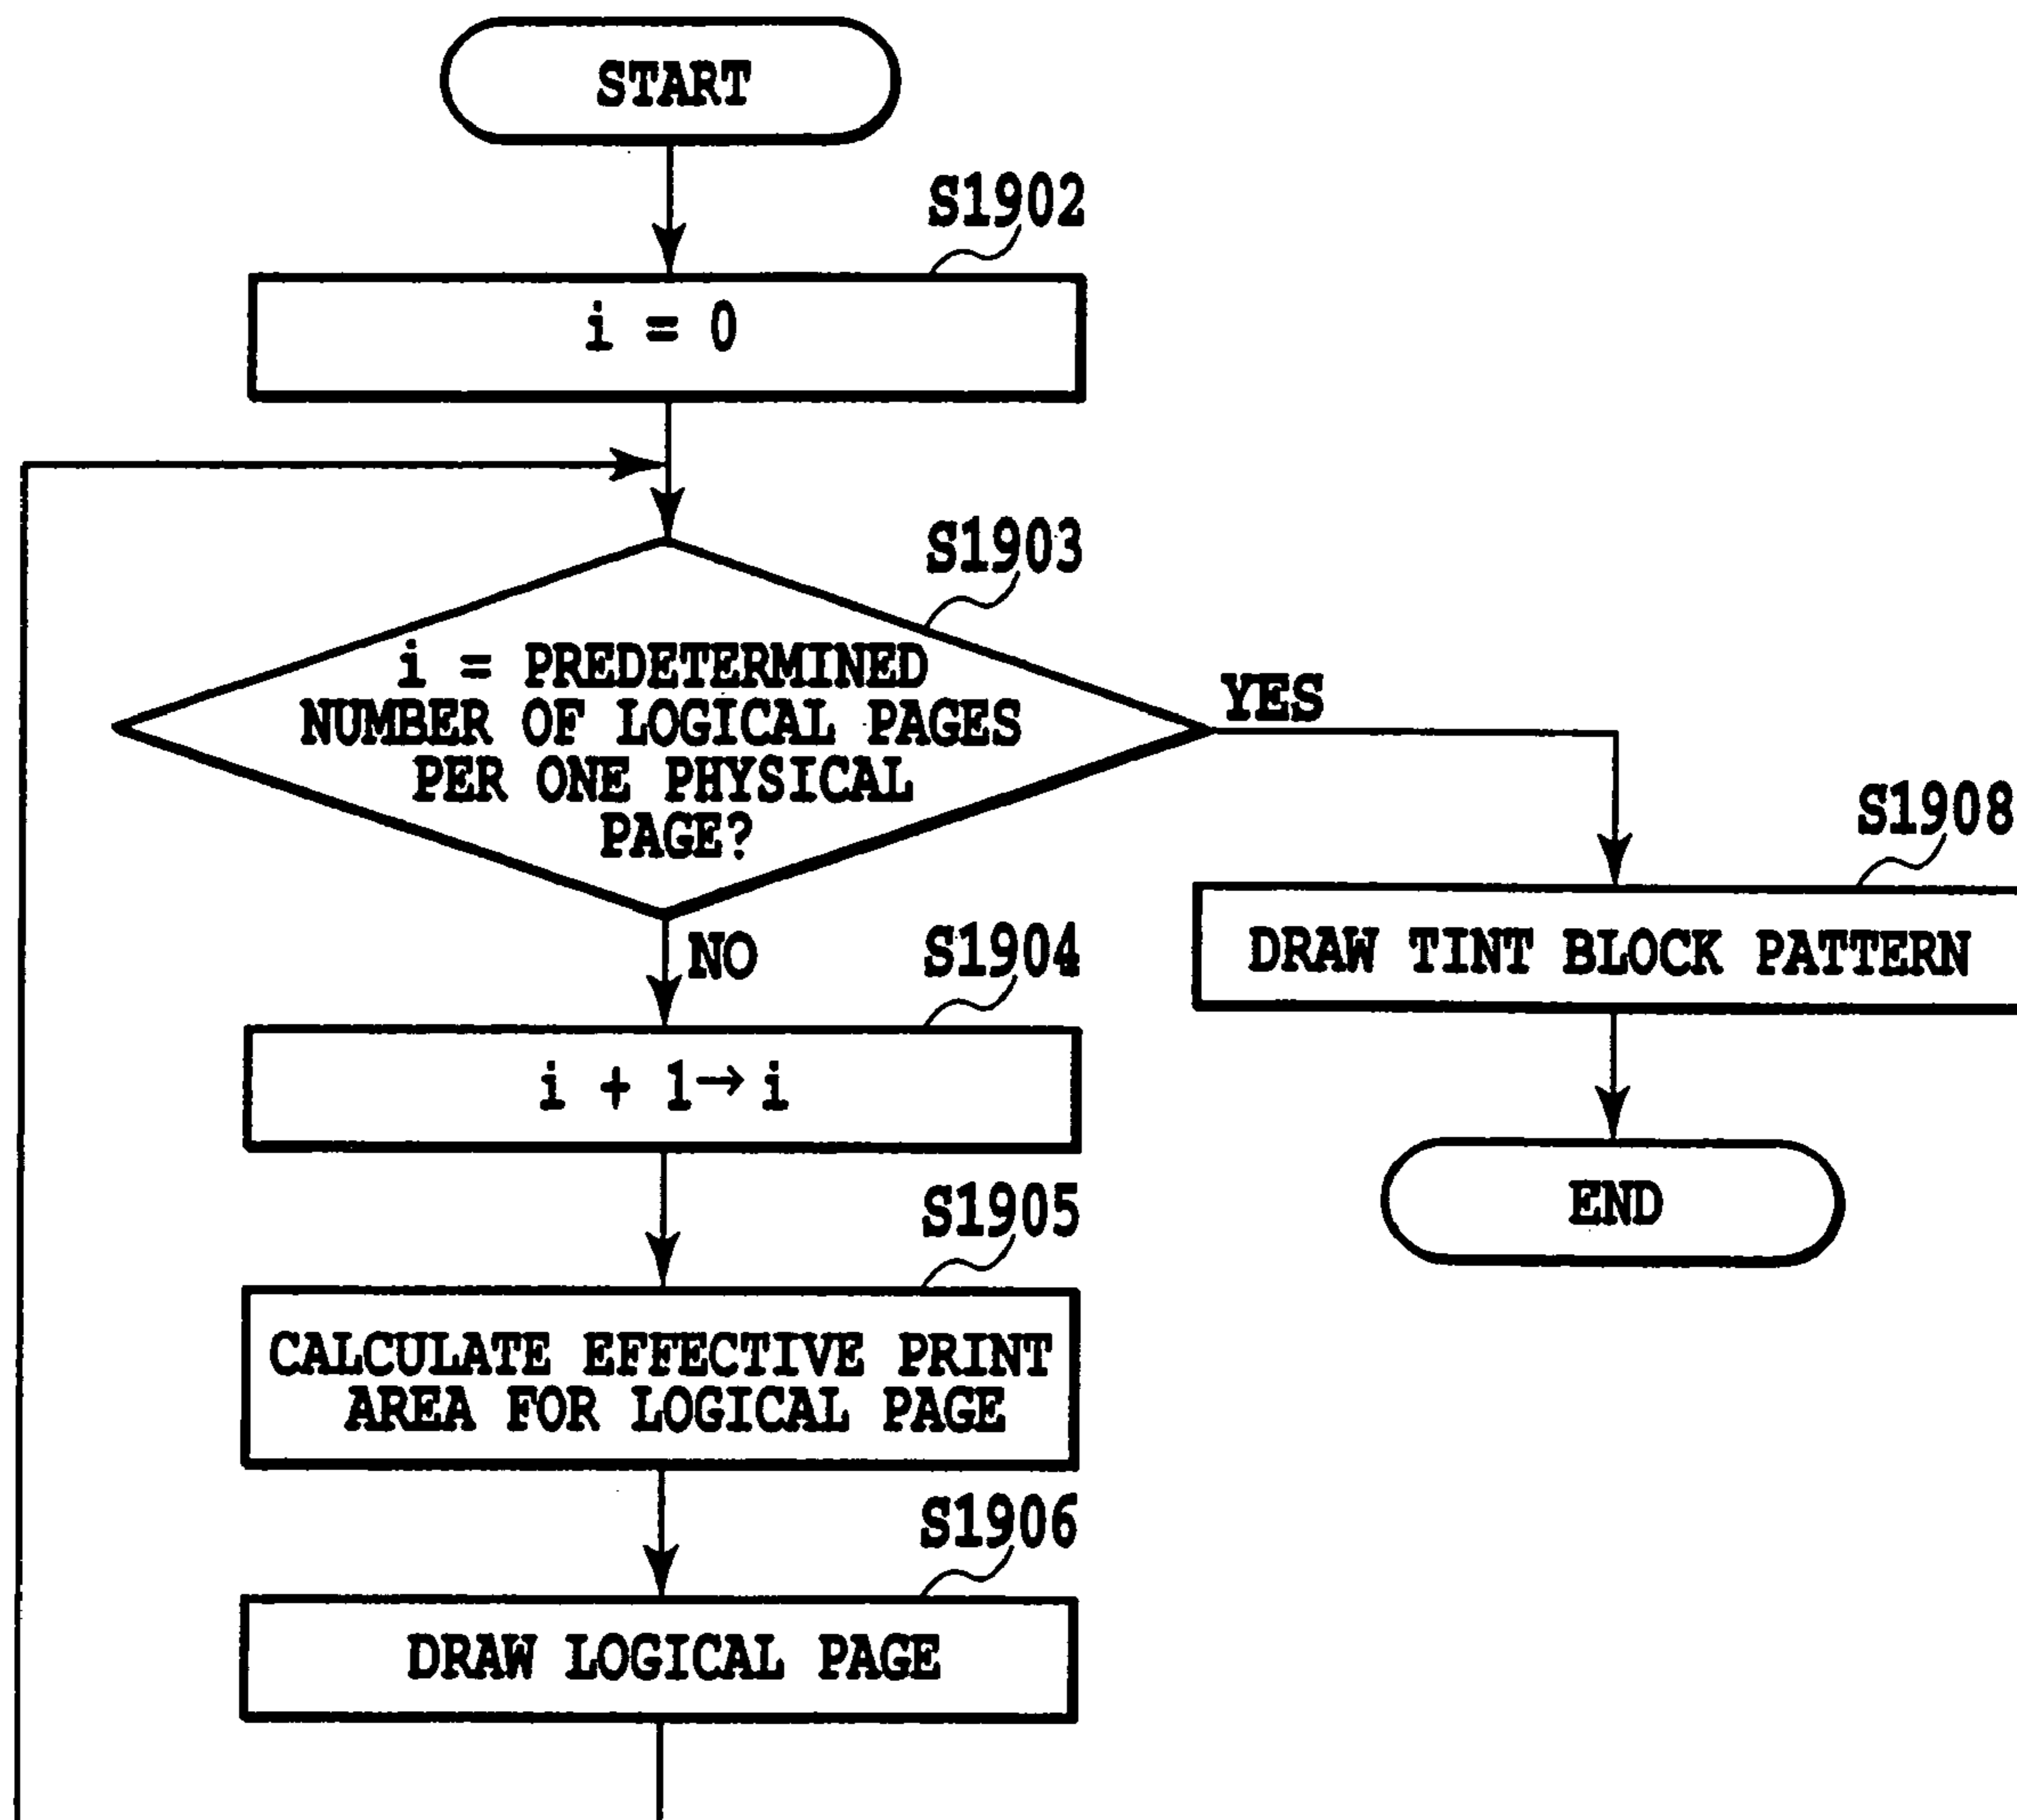 START
S1902
i = 0
S1903
i = PREDETERMINED
NUMBER OF LOGICAL PAGES
PER ONE PHYSICAL
PAGE?
YES
S1908
DRAW TINT BLOCK PATTERN
END
NO
S1904
i + 1→i
S1905
CALCULATE EFFECTIVE PRINT
AREA FOR LOGICAL PAGE
S1906
DRAW LOGICAL PAGE